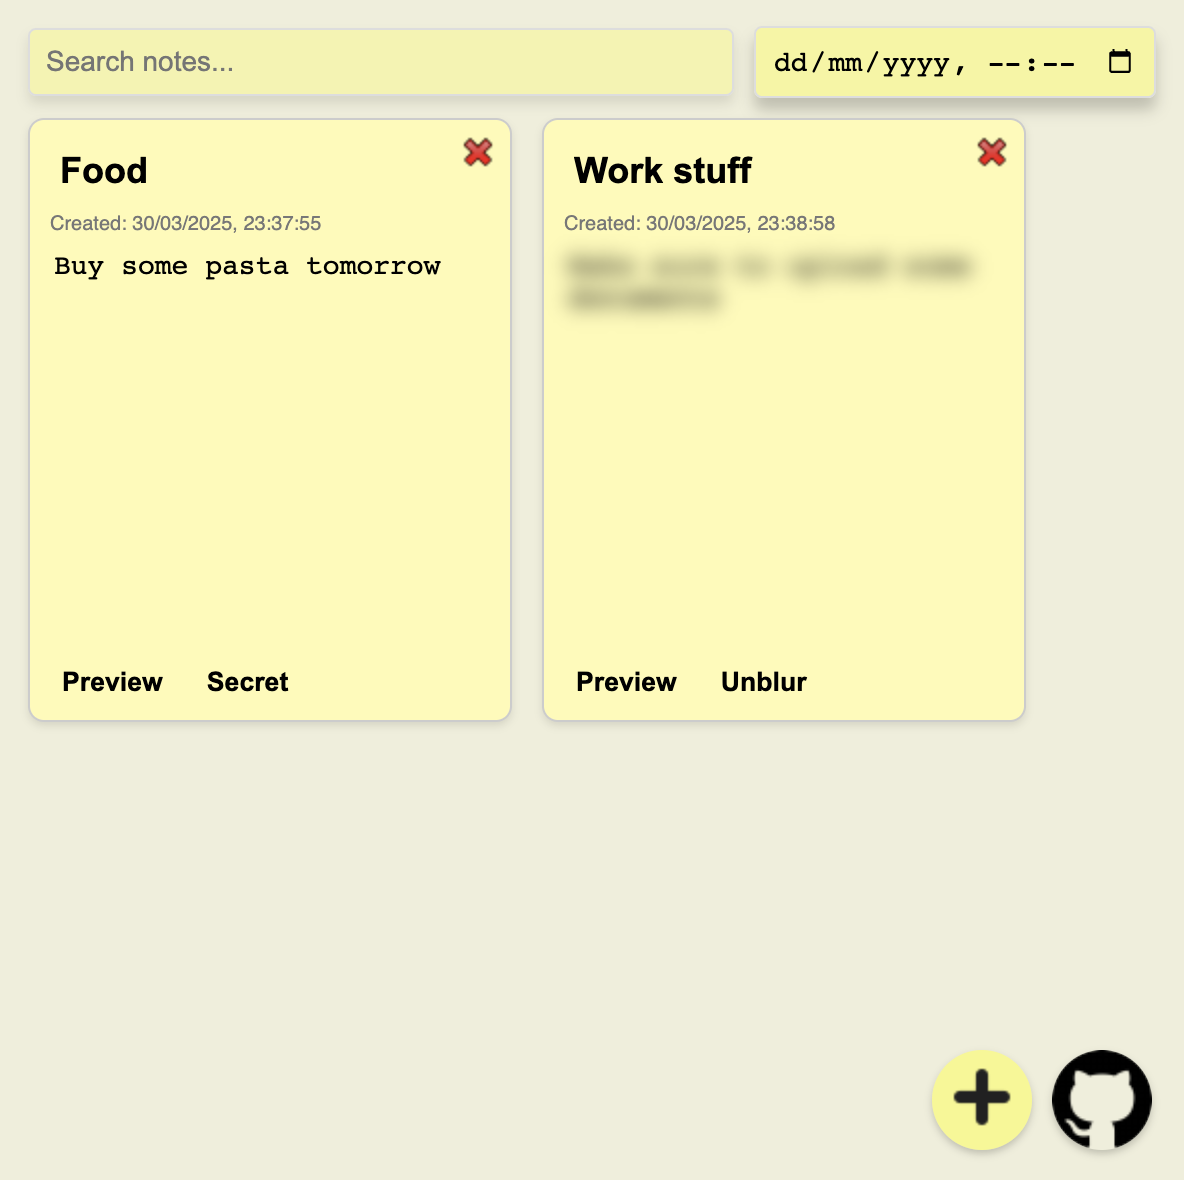 Search notes...
dd/mm/yyyy, --:--
Food
Created: 30/03/2025, 23:37:55
Buy some pasta tomorrow
Preview Secret
Work stuff
Created: 30/03/2025, 23:38:58
Preview Unblur